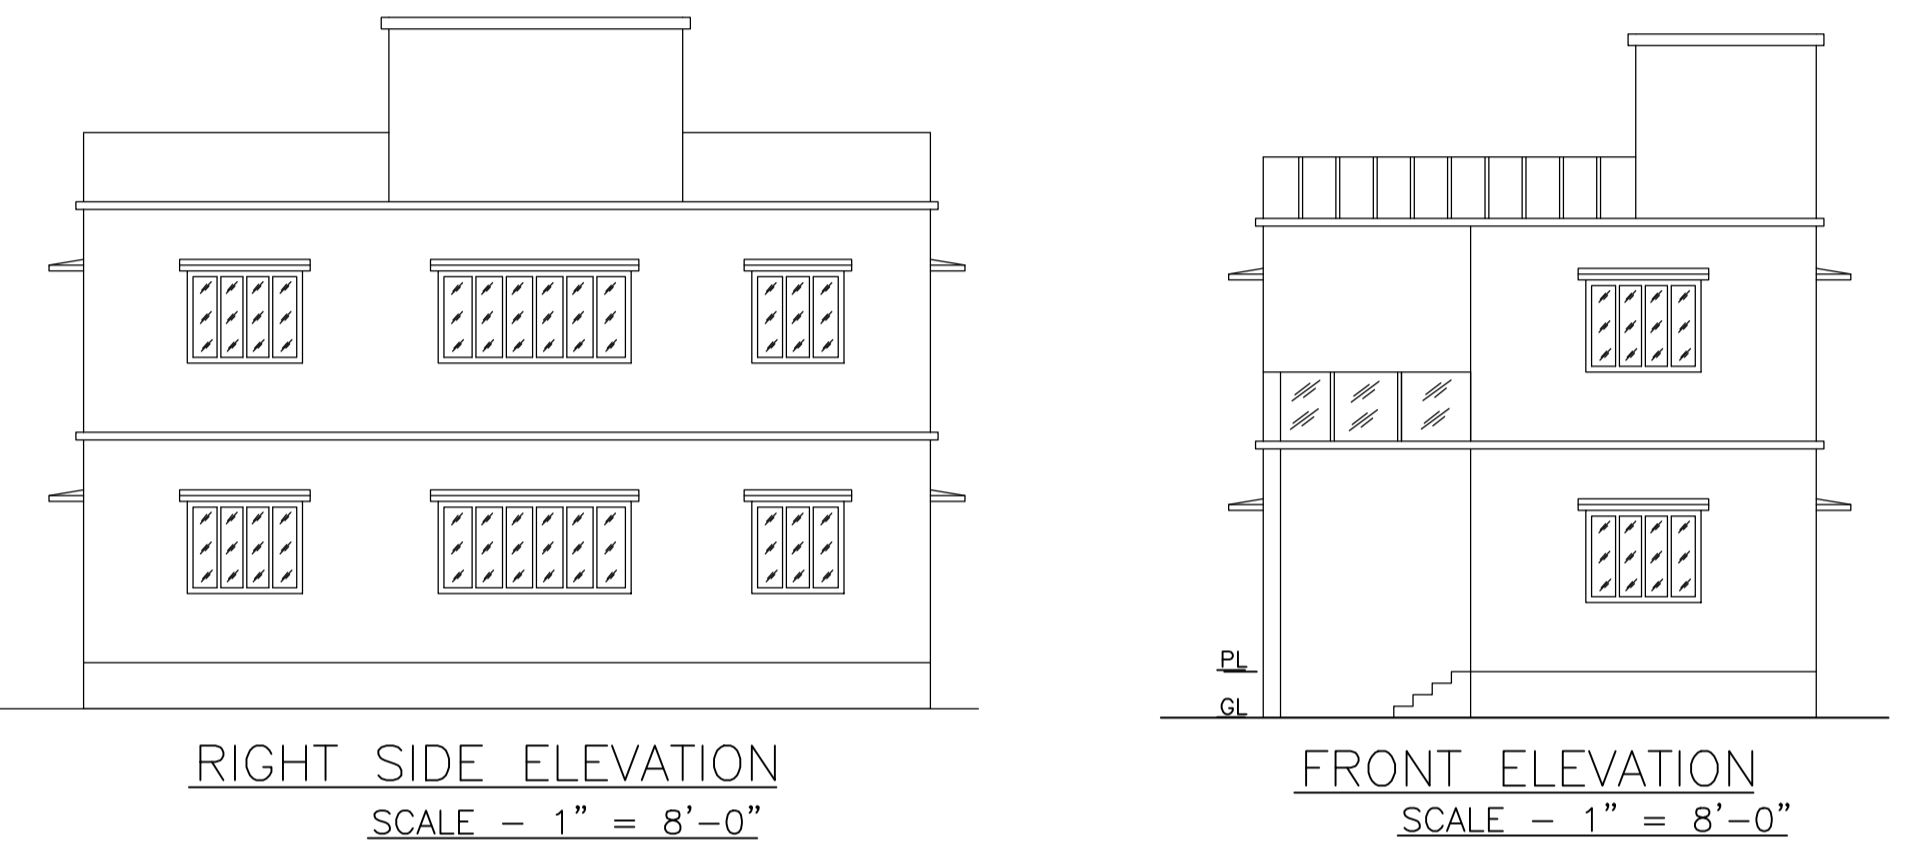 PL
GL
RIGHT SIDE ELEVATION
SCALE - 1" = 8'-0"
FRONT ELEVATION
SCALE - 1" = 8'-0"